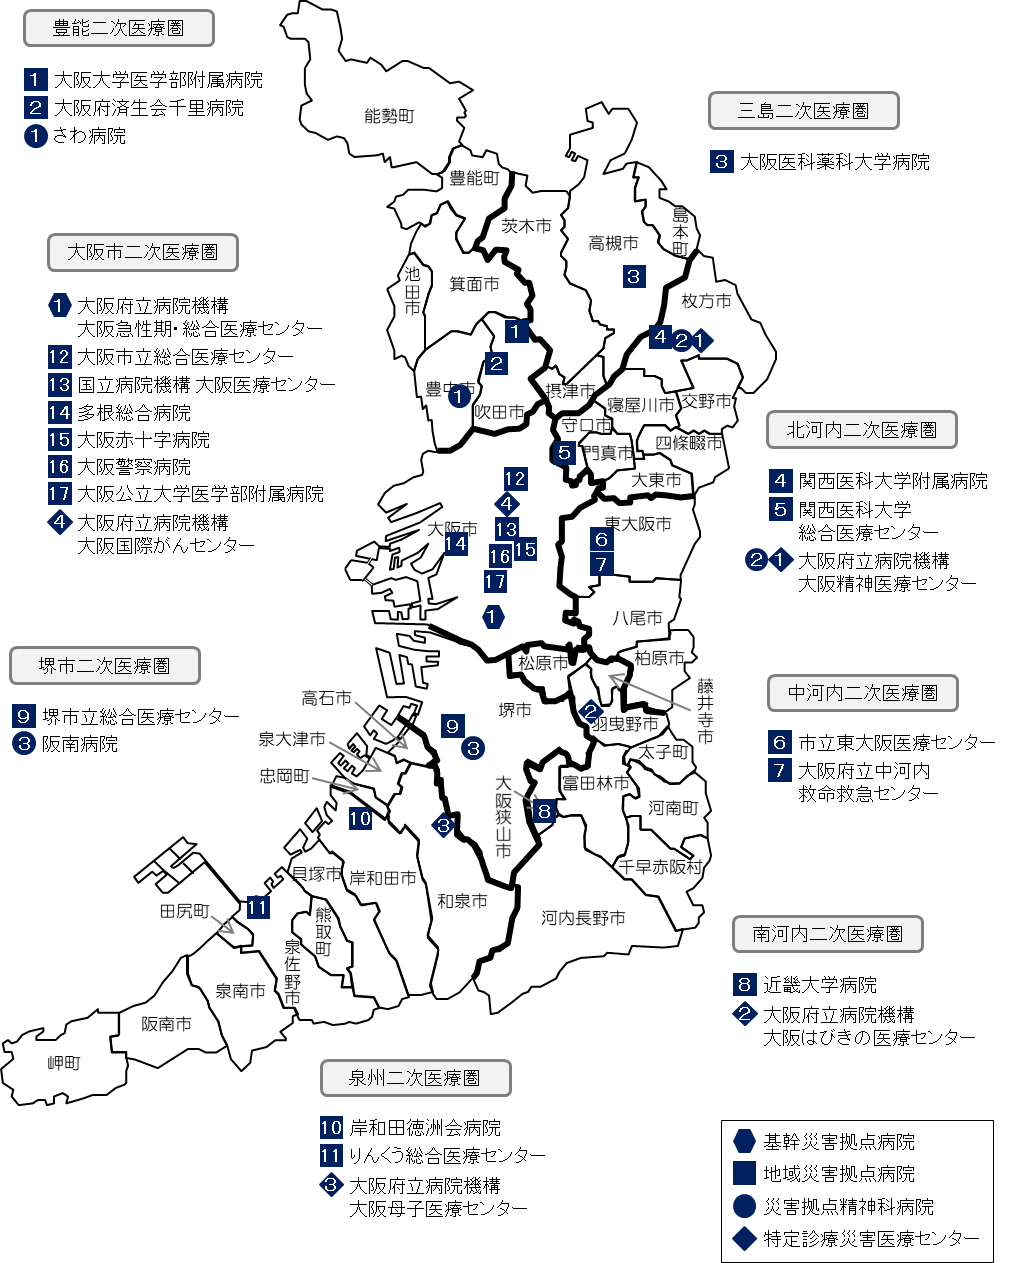 豊能二次医療圏
1 大阪大学医学部附属病院
2 大阪府済生会千里病院
1 さわ病院
三島二次医療圏
3 大阪医科薬科大学病院
大阪市二次医療圏
1 大阪府立病院機構
大阪急性期・総合医療センター
12 大阪市立総合医療センター
13 国立病院機構 大阪医療センター
14 多根総合病院
15 大阪赤十字病院
16 大阪警察病院
17 大阪公立大学医学部附属病院
4 大阪府立病院機構
大阪国際がんセンター
北河内二次医療圏
4 関西医科大学附属病院
5 関西医科大学
総合医療センター
2 1 大阪府立病院機構
大阪精神医療センター
堺市二次医療圏
9 堺市立総合医療センター
3 阪南病院
中河内二次医療圏
6 市立東大阪医療センター
7 大阪府立中河内
救命救急センター
南河内二次医療圏
8 近畿大学病院
2 大阪府立病院機構
大阪はびきの医療センター
泉州二次医療圏
10 岸和田徳洲会病院
11 りんくう総合医療センター
3 大阪府立病院機構
大阪母子医療センター
基幹災害拠点病院
地域災害拠点病院
災害拠点精神科病院
特定診療災害医療センター
能勢町
豊能町
茨木市
高槻市
島本町
3
池田市
箕面市
枚方市
1
4 2 1
2
豊中市
1
吹田市
摂津市
寝屋川市
交野市
守口市
5
門真市
四條畷市
大東市
12
4
大阪市
13
14
15
16
17
1
東大阪市
6
7
八尾市
松原市
柏原市
藤井寺市
高石市
堺市
2
羽曳野市
9
3
泉大津市
太子町
忠岡町
大阪狭山市
富田林市
8
河南町
10
3
千早赤阪村
貝塚市
岸和田市
和泉市
河内長野市
田尻町
11
熊取町
泉佐野市
泉南市
阪南市
岬町